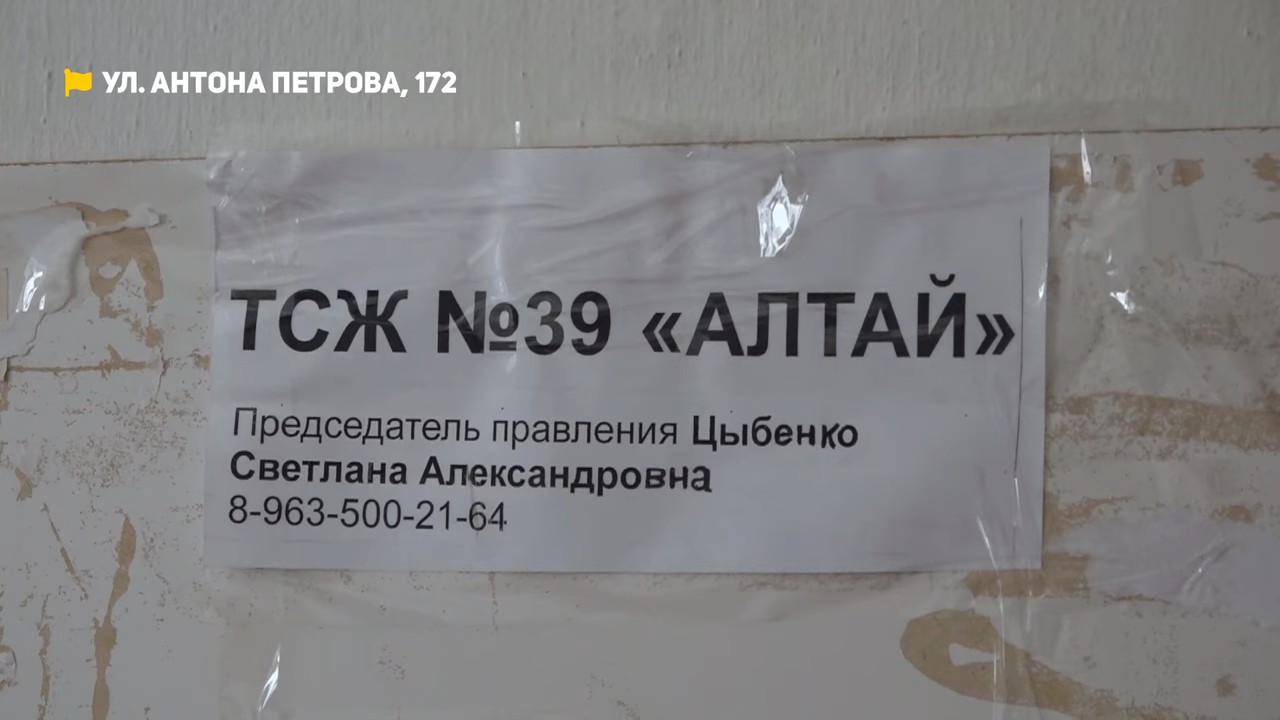 УЛ. АНТОНА ПЕТРОВА, 172
ТСЖ №39 «АЛТАЙ»
Председатель правления Цыбенко
Светлана Александровна
8-963-500-21-64